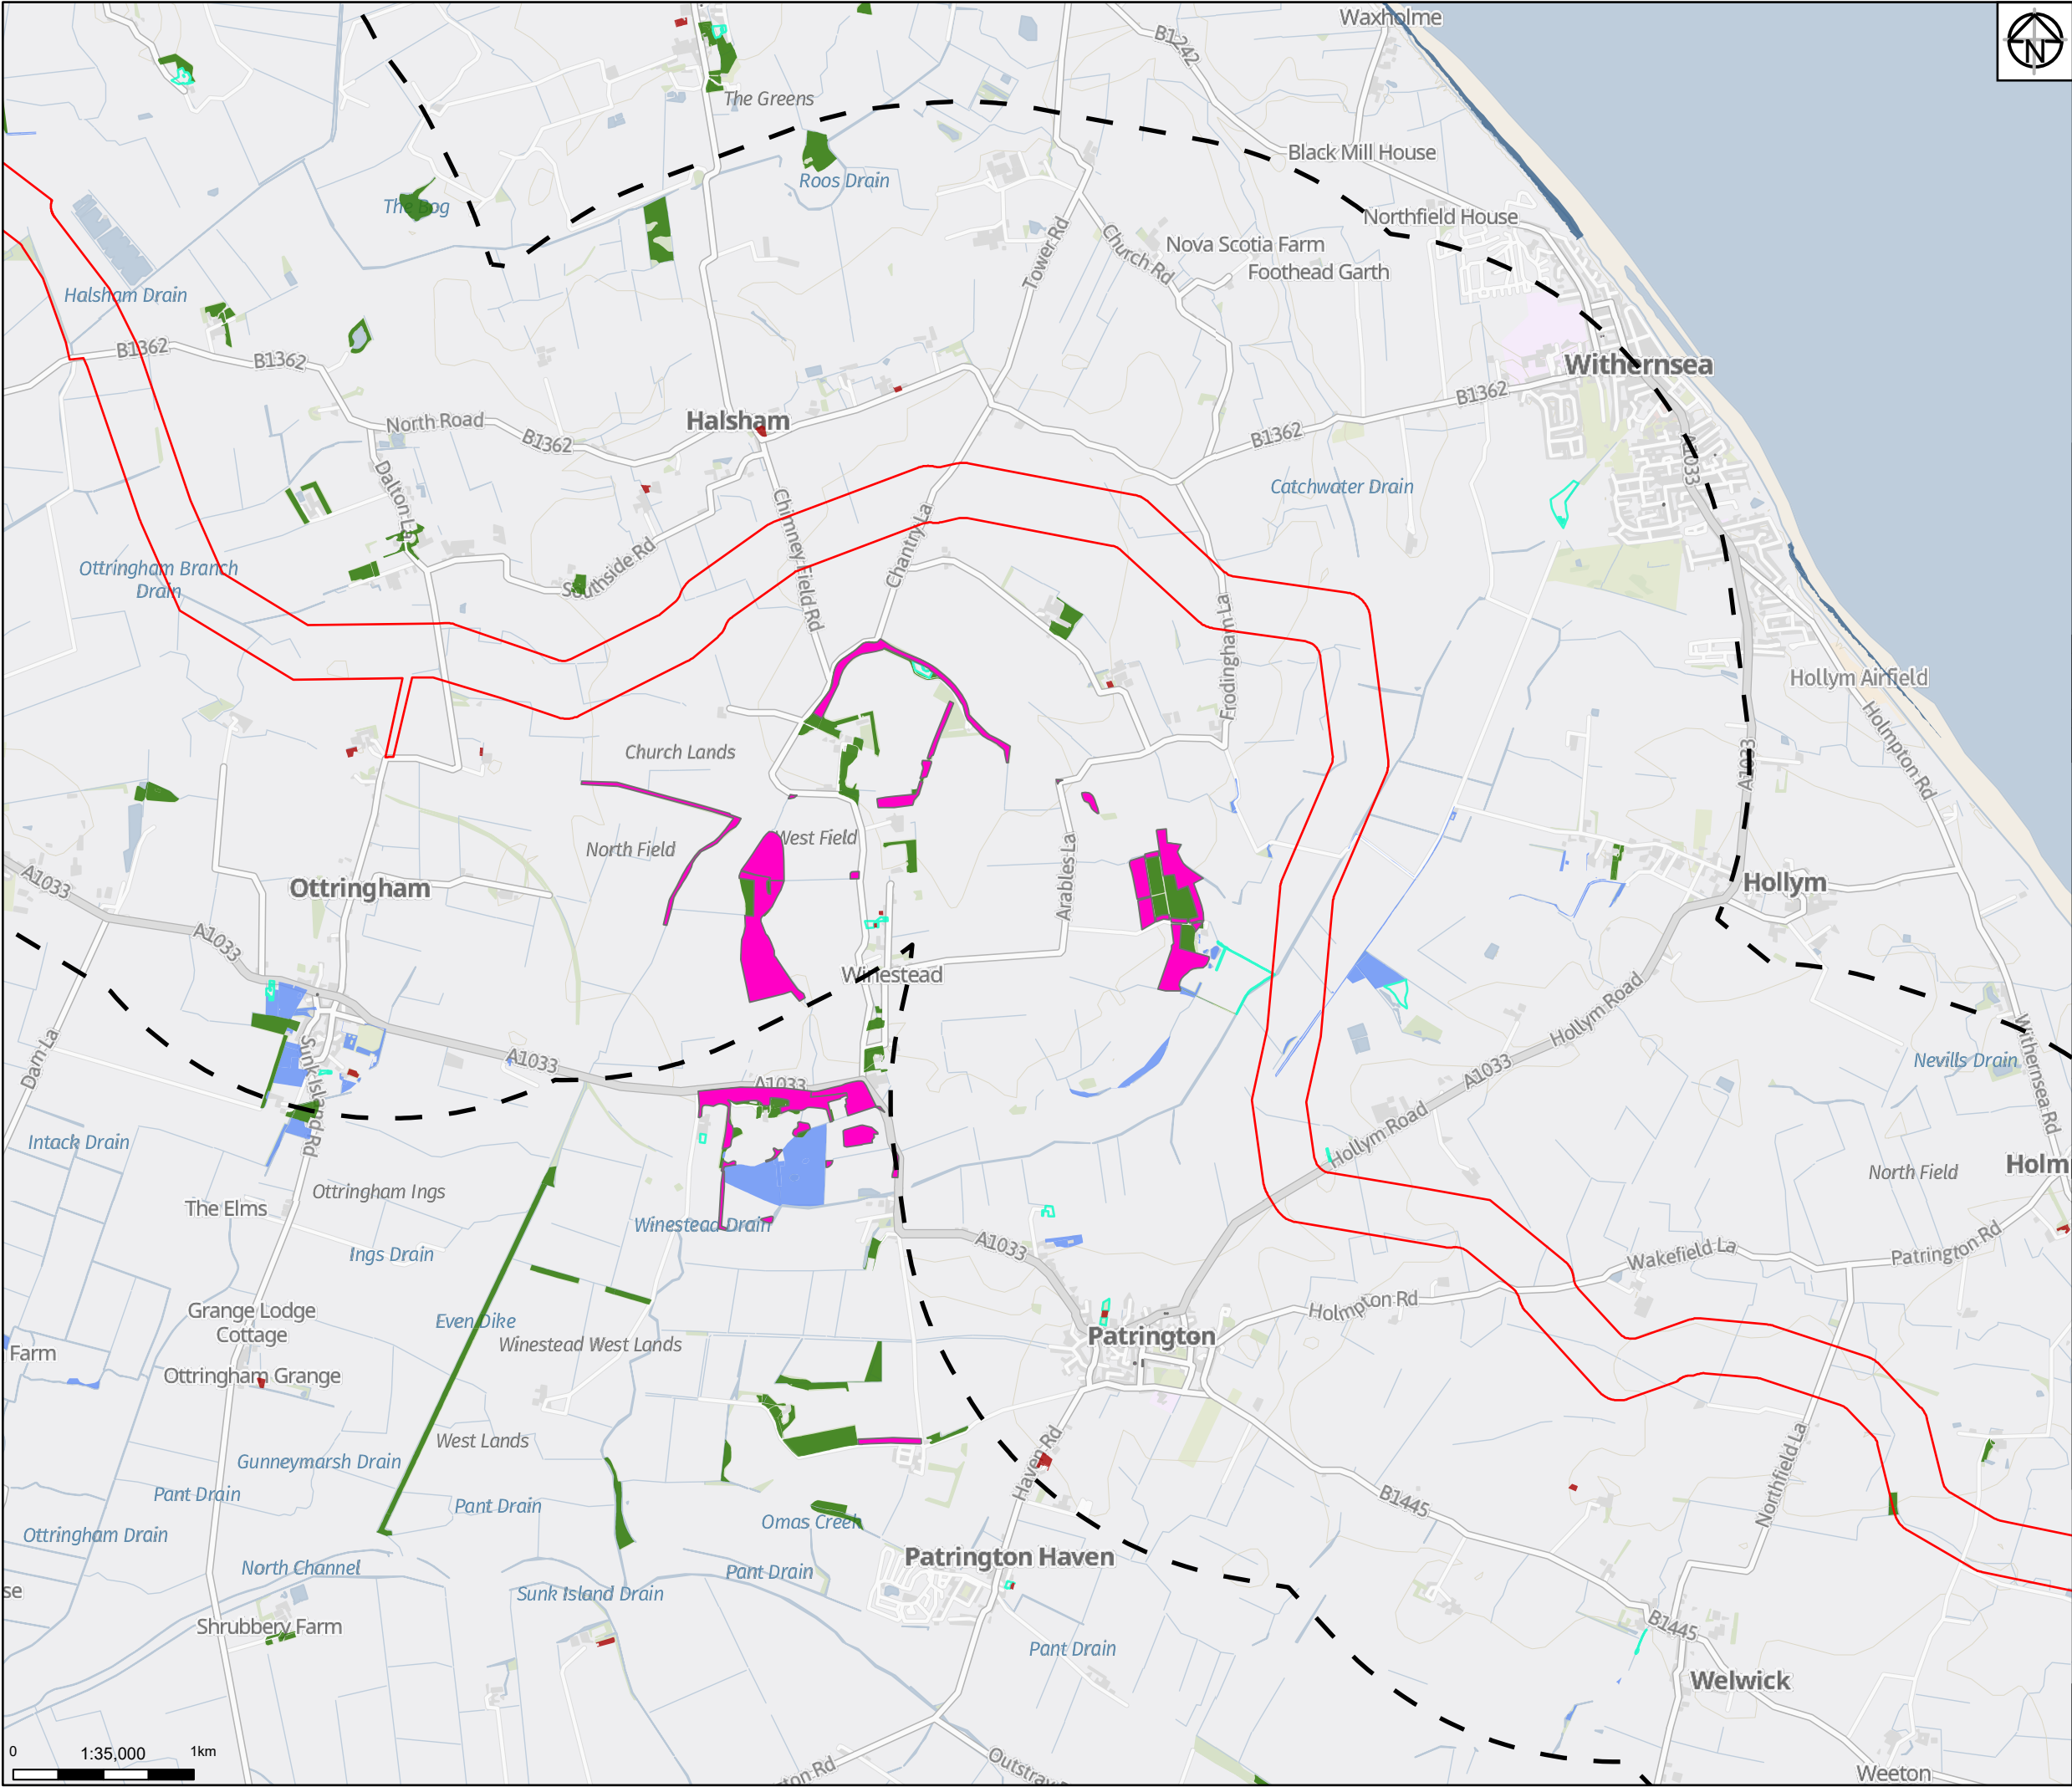 Waxholme
N
B1242
The Greens
Black Mill House
Roos Drain
The Bog
Northfield House
Tower Rd
Church Rd
Nova Scotia Farm
Foothead Garth
Halsham Drain
B1362
B1362
Withernsea
B1362
North Road
Halsham
B1362
B1362
A1033
Dalton La
Catchwater Drain
Chimney Field Rd
Chantry La
Ottringham Branch
Drain
Southside Rd
Frodingham La
Hollym Airfield
Holmpton Rd
Church Lands
A1033
West Field
North Field
Arables La
A1033
Ottringham
Hollym
A1033
Winestead
Hollym Road
Dam La
Sunk Island Rd
A1033
A1033
A1033
Withernsea Rd
Nevills Drain
Hollym Road
Intack Drain
Holm
North Field
Ottringham Ings
The Elms
Winestead Drain
A1033
Ings Drain
Wakefield La
Patrington Rd
Grange Lodge
Cottage
Holmpton Rd
Even Dike
Patrington
Winestead West Lands
Farm
Ottringham Grange
West Lands
Haven Rd
Northfield La
Gunneymarsh Drain
Pant Drain
Pant Drain
B1445
Omas Creek
Ottringham Drain
Patrington Haven
North Channel
Pant Drain
se
Sunk Island Drain
Shrubbery Farm
B1445
Pant Drain
Welwick
0 1:35,000 1km
ton Rd
Outstray
Weeton